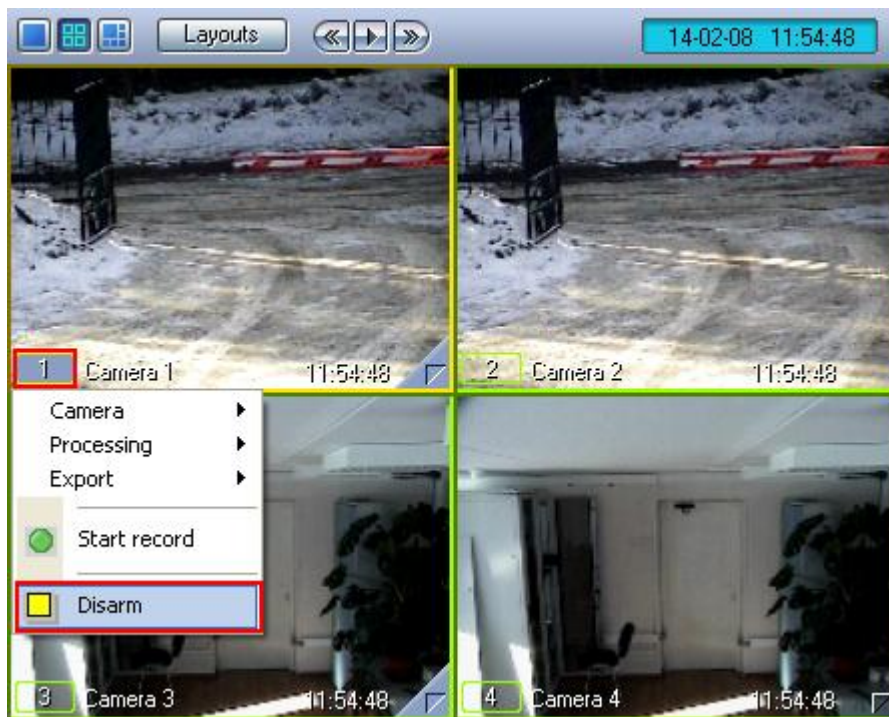 Layouts
14-02-08 11:54:48
1 Camera 1 11:54:48
2 Camera 2 11:54:48
Camera
Processing
Export
Start record
Disarm
3 Camera 3 11:54:48
4 Camera 4 11:54:48